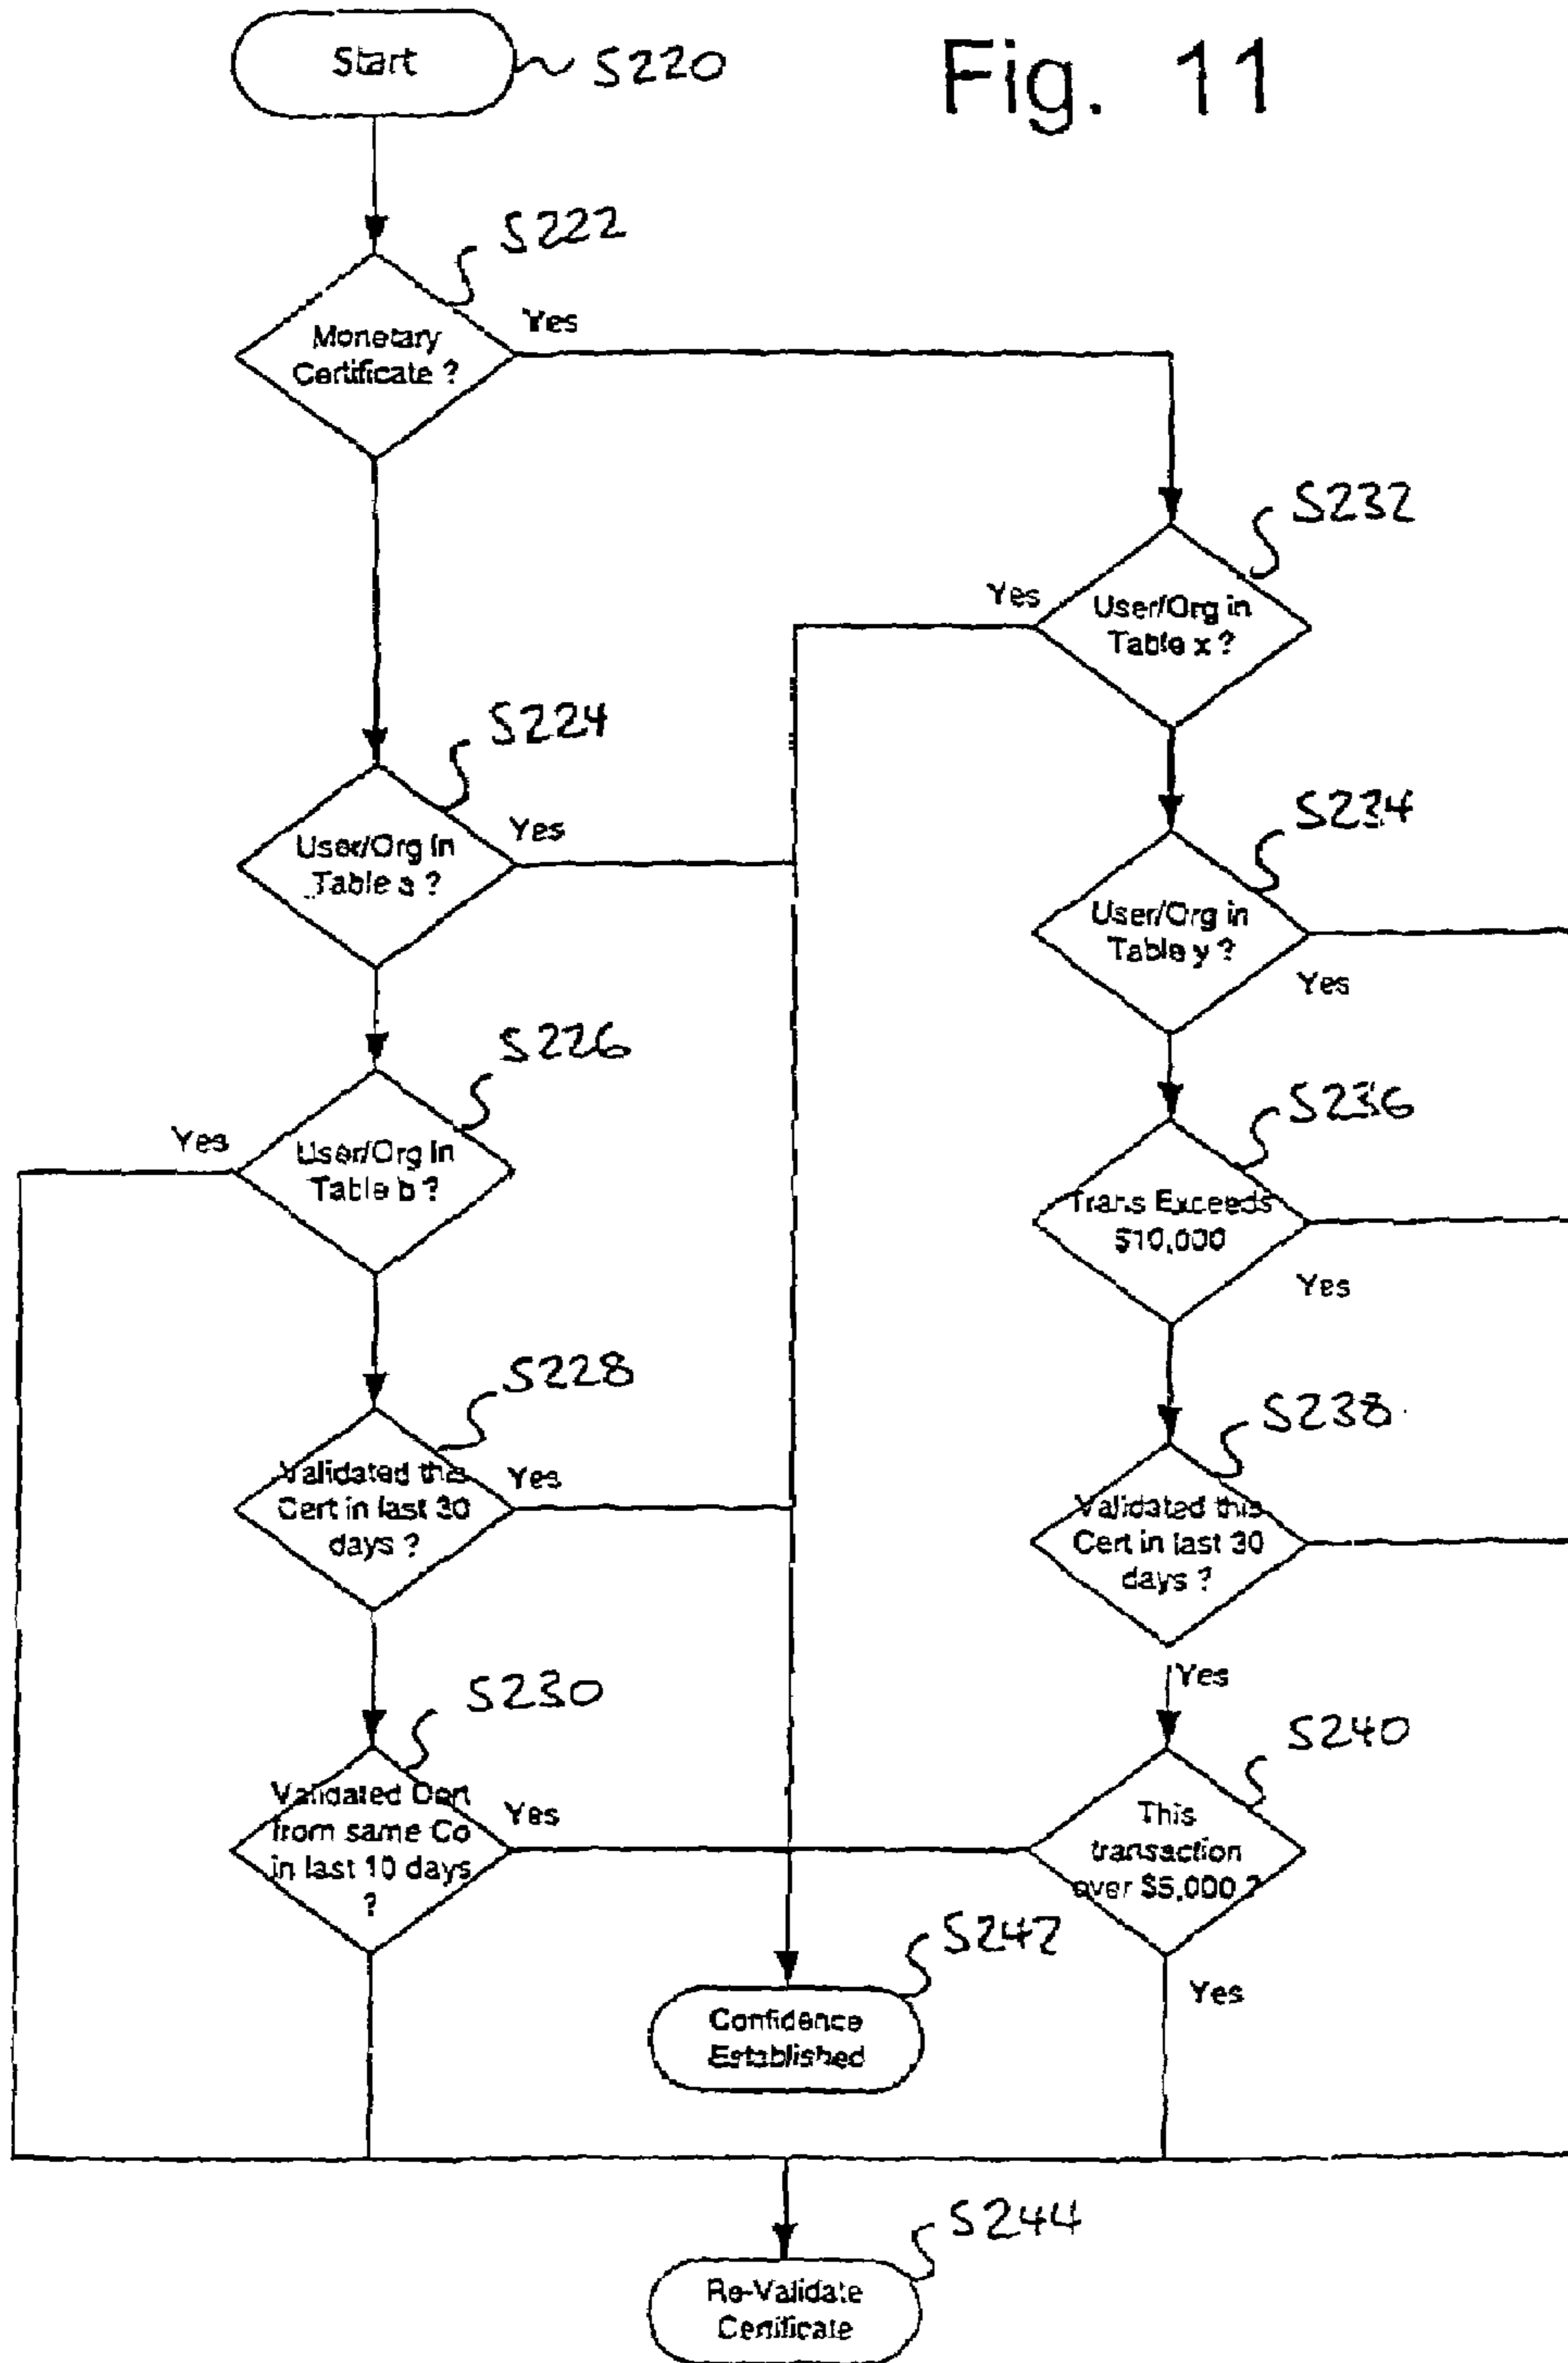 Fig. 11
Start
S220
S222
Monetary
Certificate ?
Yes
S232
User/Org in
Table x ?
Yes
S224
User/Org in
Table a ?
Yes
S234
User/Org in
Table y ?
Yes
S226
User/Org in
Table b ?
Yes
S236
Trans Exceeds
$10,000
Yes
S228
Validated this
Cert in last 30
days ?
Yes
S238
Validated this
Cert in last 30
days ?
Yes
S230
Validated Cert
from same Co
in last 10 days
?
Yes
S240
This
transaction
over $5,000 ?
Yes
S242
Confidence
Established
S244
Re-Validate
Certificate